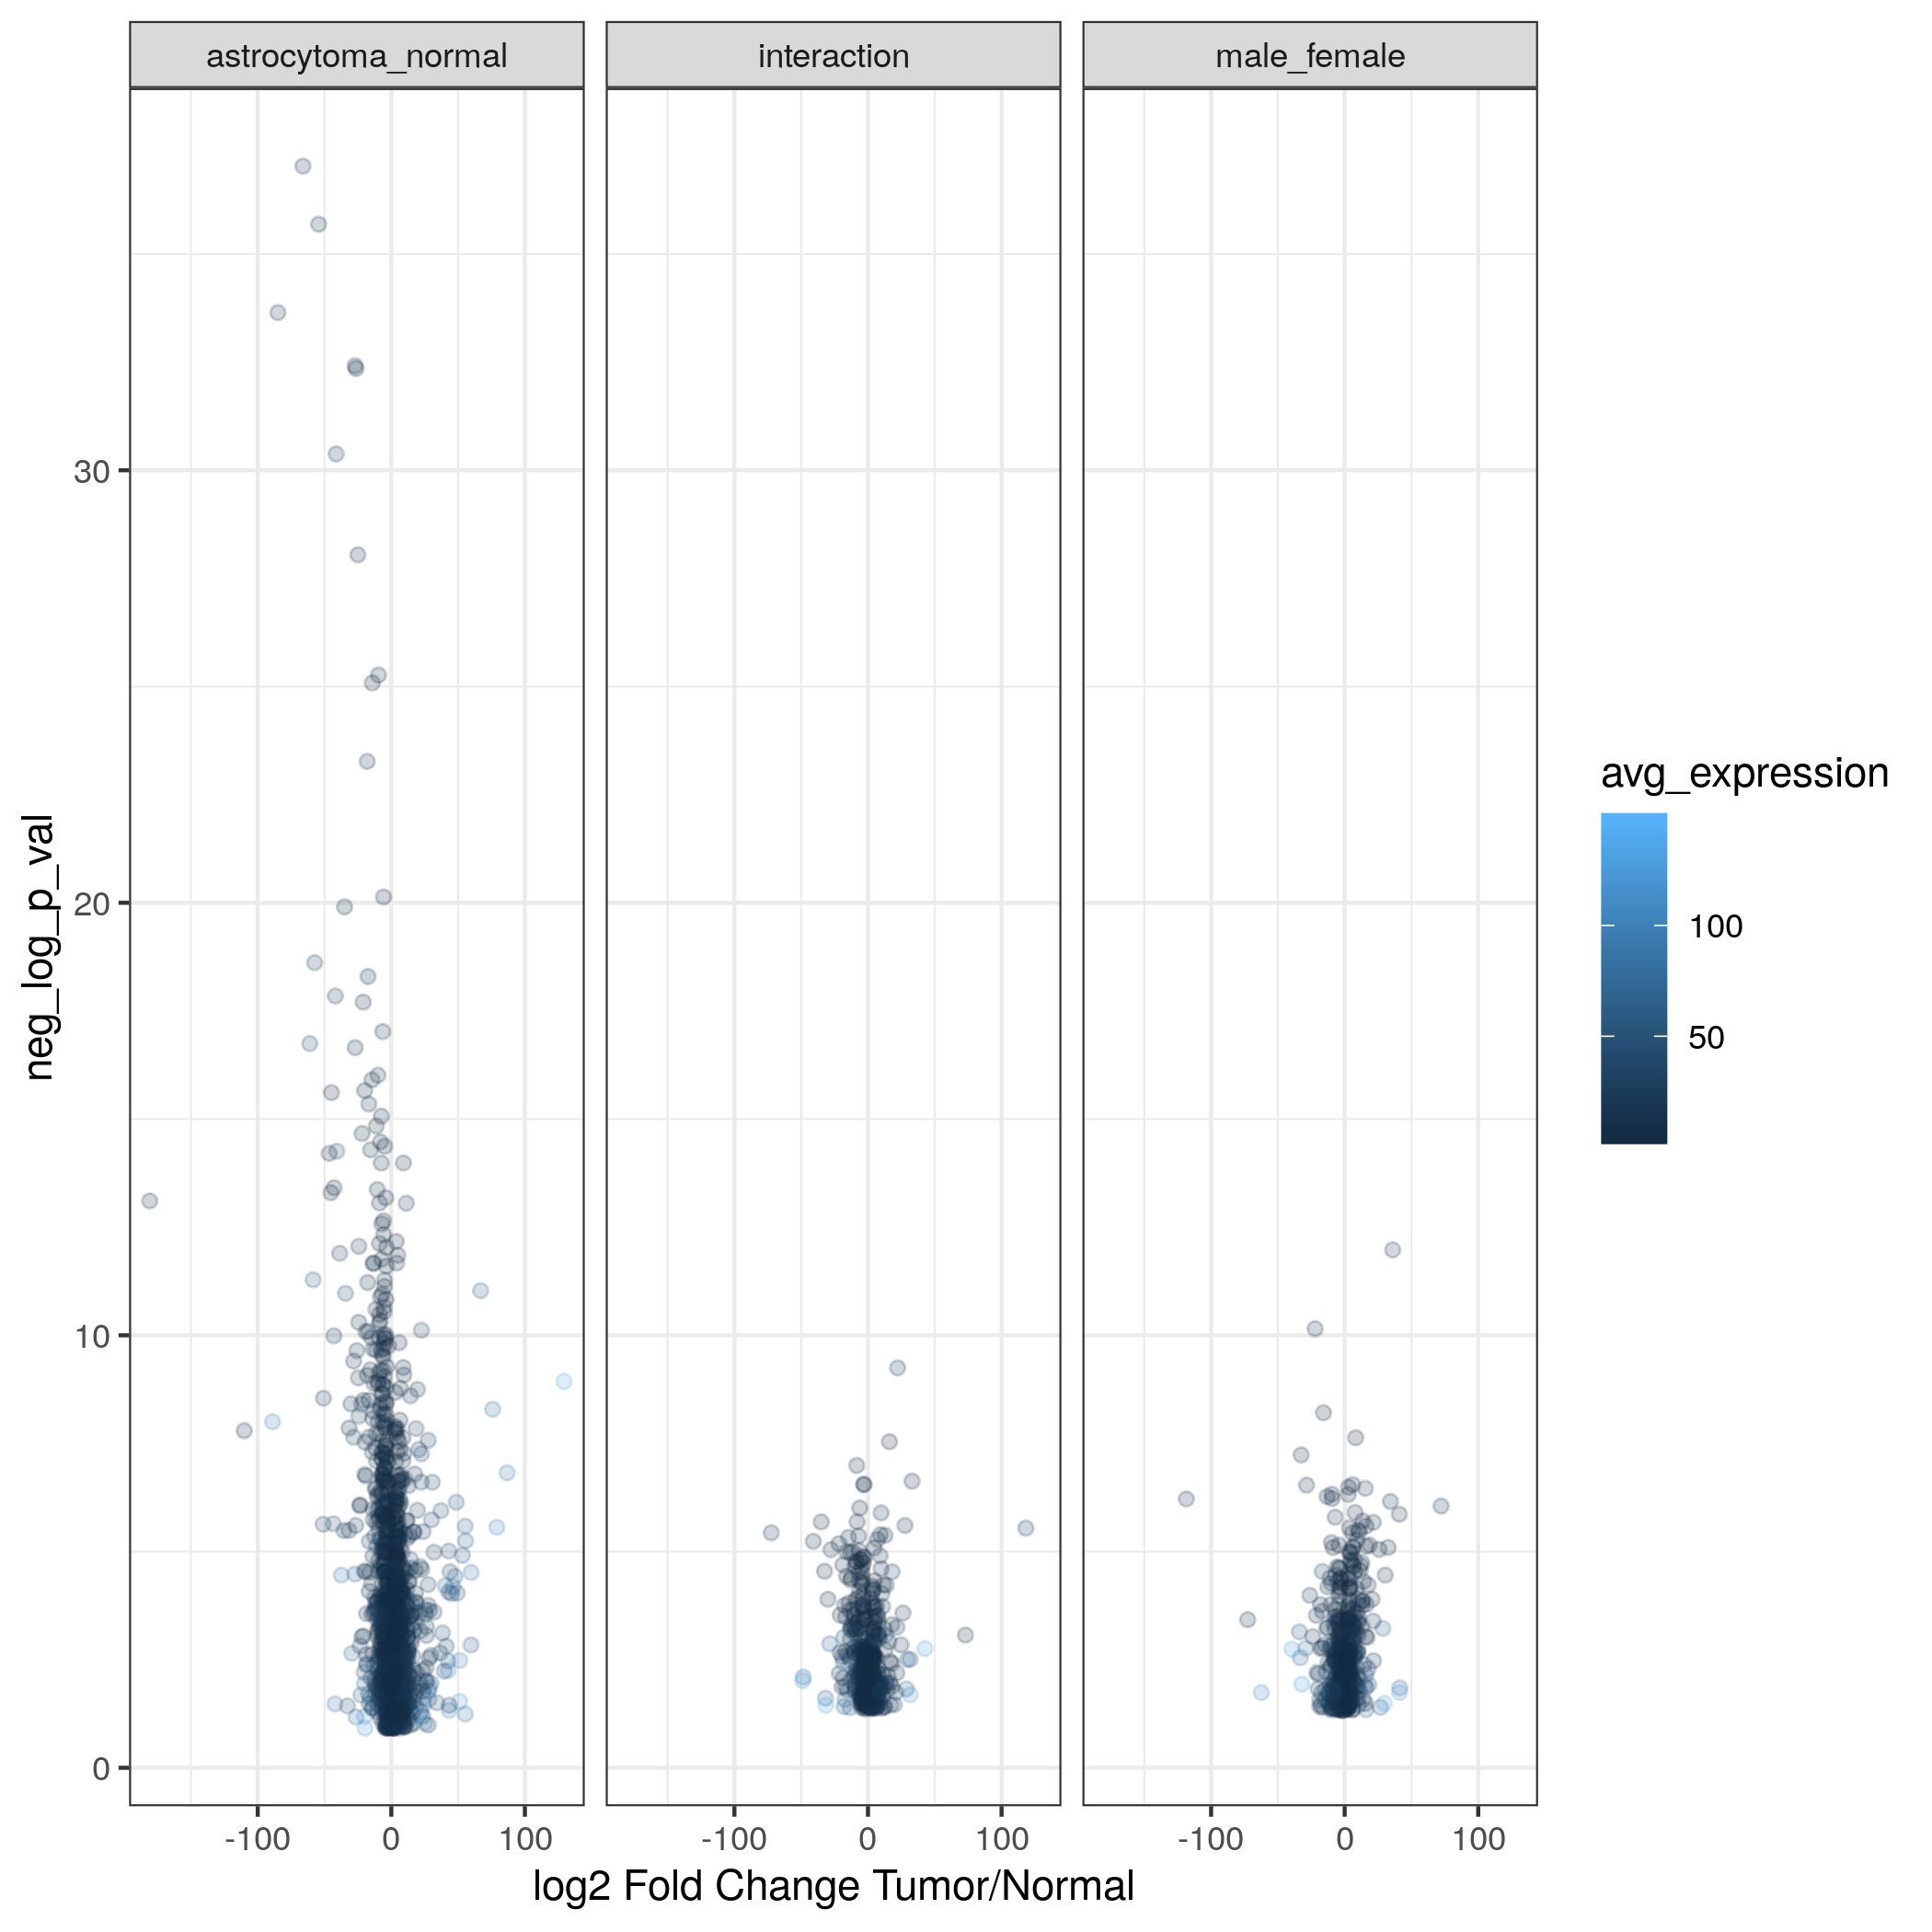 astrocytoma_normal
interaction
male_female
neg_log_p_val
30
20
10
0
-100 0 100
-100 0 100
-100 0 100
log2 Fold Change Tumor/Normal
avg_expression
100
50